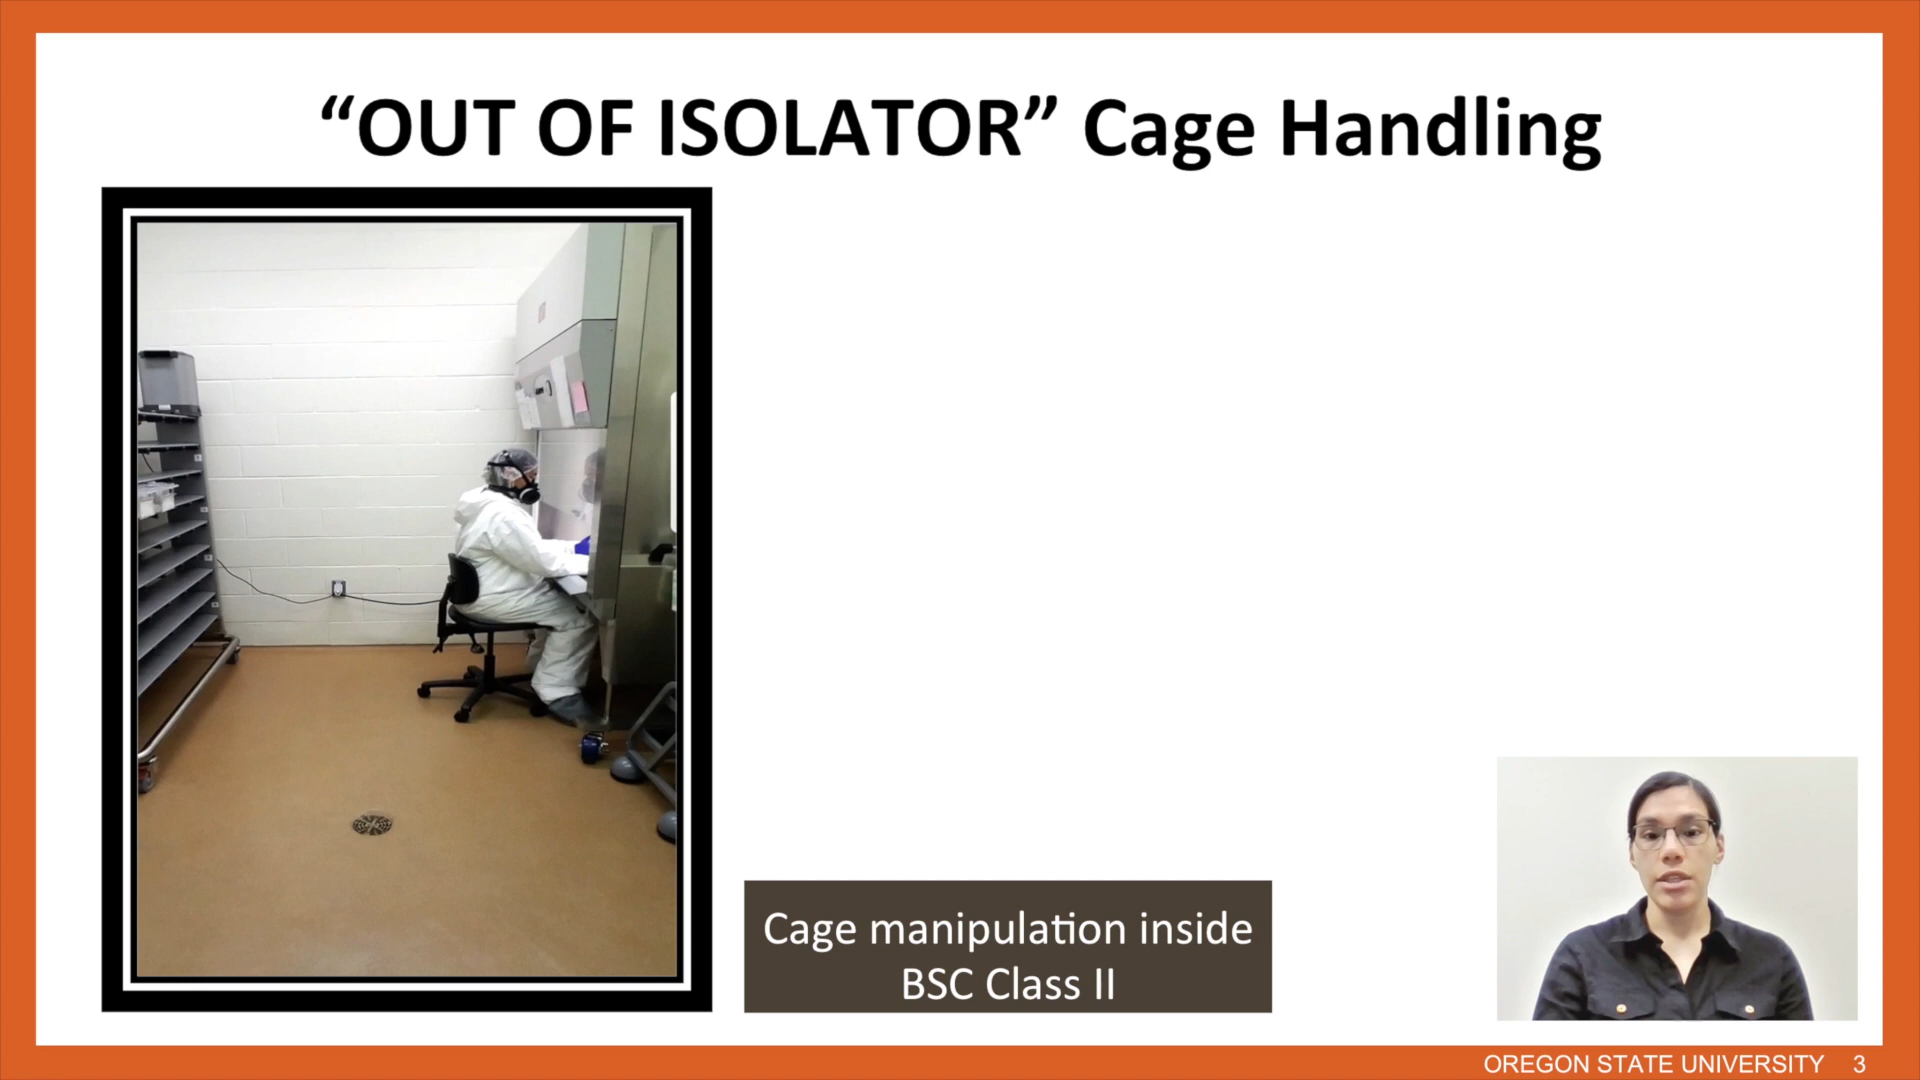 “OUT OF ISOLATOR” Cage Handling
Cage manipulation inside
BSC Class II
OREGON STATE UNIVERSITY 3